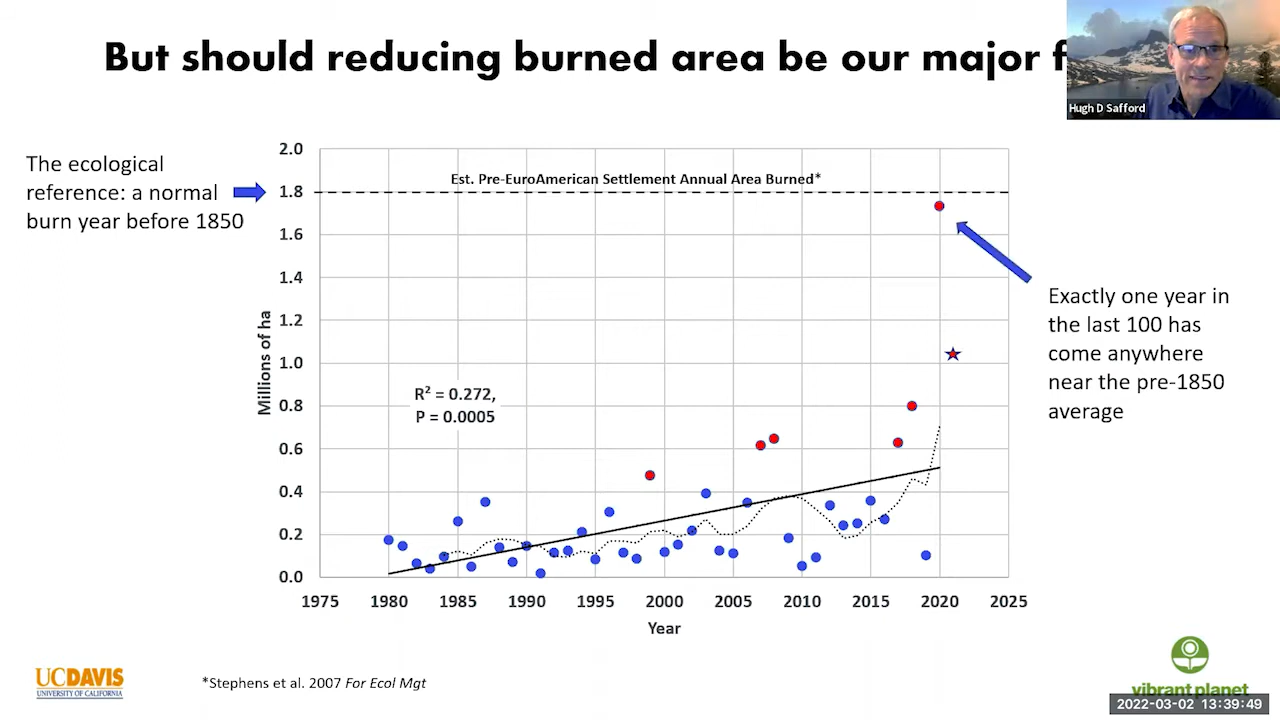 But should reducing burned area be our major f
Hugh D Safford
The ecological
reference: a normal
burn year before 1850
2.0
Est. Pre-EuroAmerican Settlement Annual Area Burned*
1.8
1.6
1.4
1.2
1.0
0.8
0.6
0.4
0.2
0.0
Millions of ha
R² = 0.272,
P = 0.0005
Exactly one year in
the last 100 has
come anywhere
near the pre-1850
average
1975 1980 1985 1990 1995 2000 2005 2010 2015 2020 2025
Year
UCDAVIS
UNIVERSITY OF CALIFORNIA
*Stephens et al. 2007 For Ecol Mgt
vibrant planet
2022-03-02 13:39:49